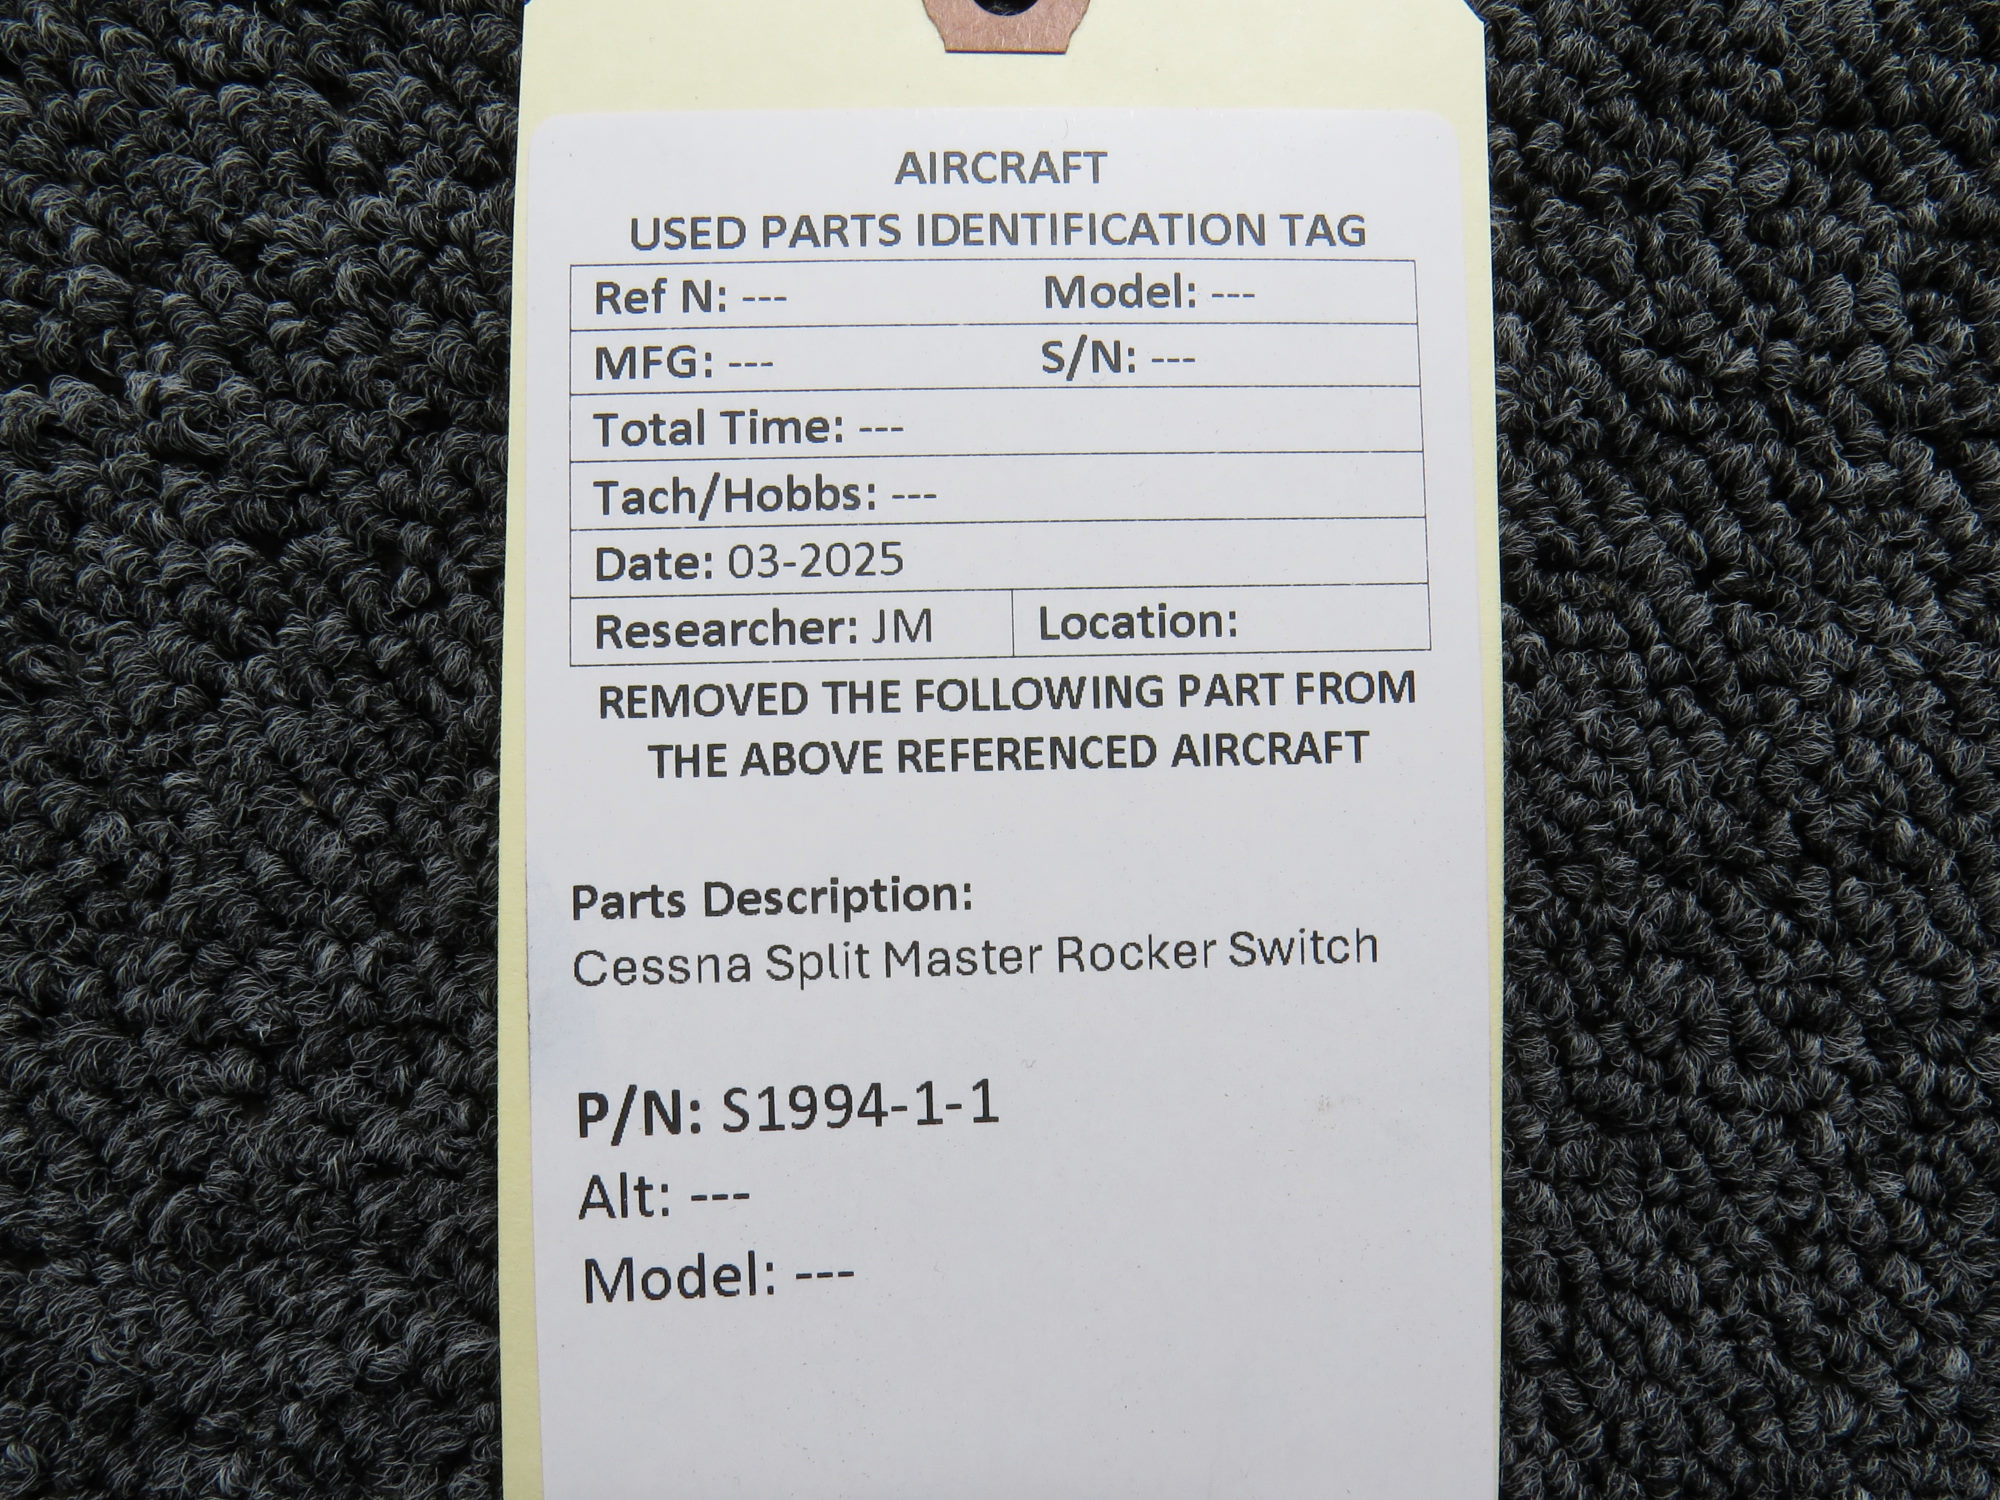 AIRCRAFT
USED PARTS IDENTIFICATION TAG
Ref N: --- Model: ---
MFG: --- S/N: ---
Total Time: ---
Tach/Hobbs: ---
Date: 03-2025
Researcher: JM Location:
REMOVED THE FOLLOWING PART FROM
THE ABOVE REFERENCED AIRCRAFT
Parts Description:
Cessna Split Master Rocker Switch
P/N: S1994-1-1
Alt: ---
Model: ---